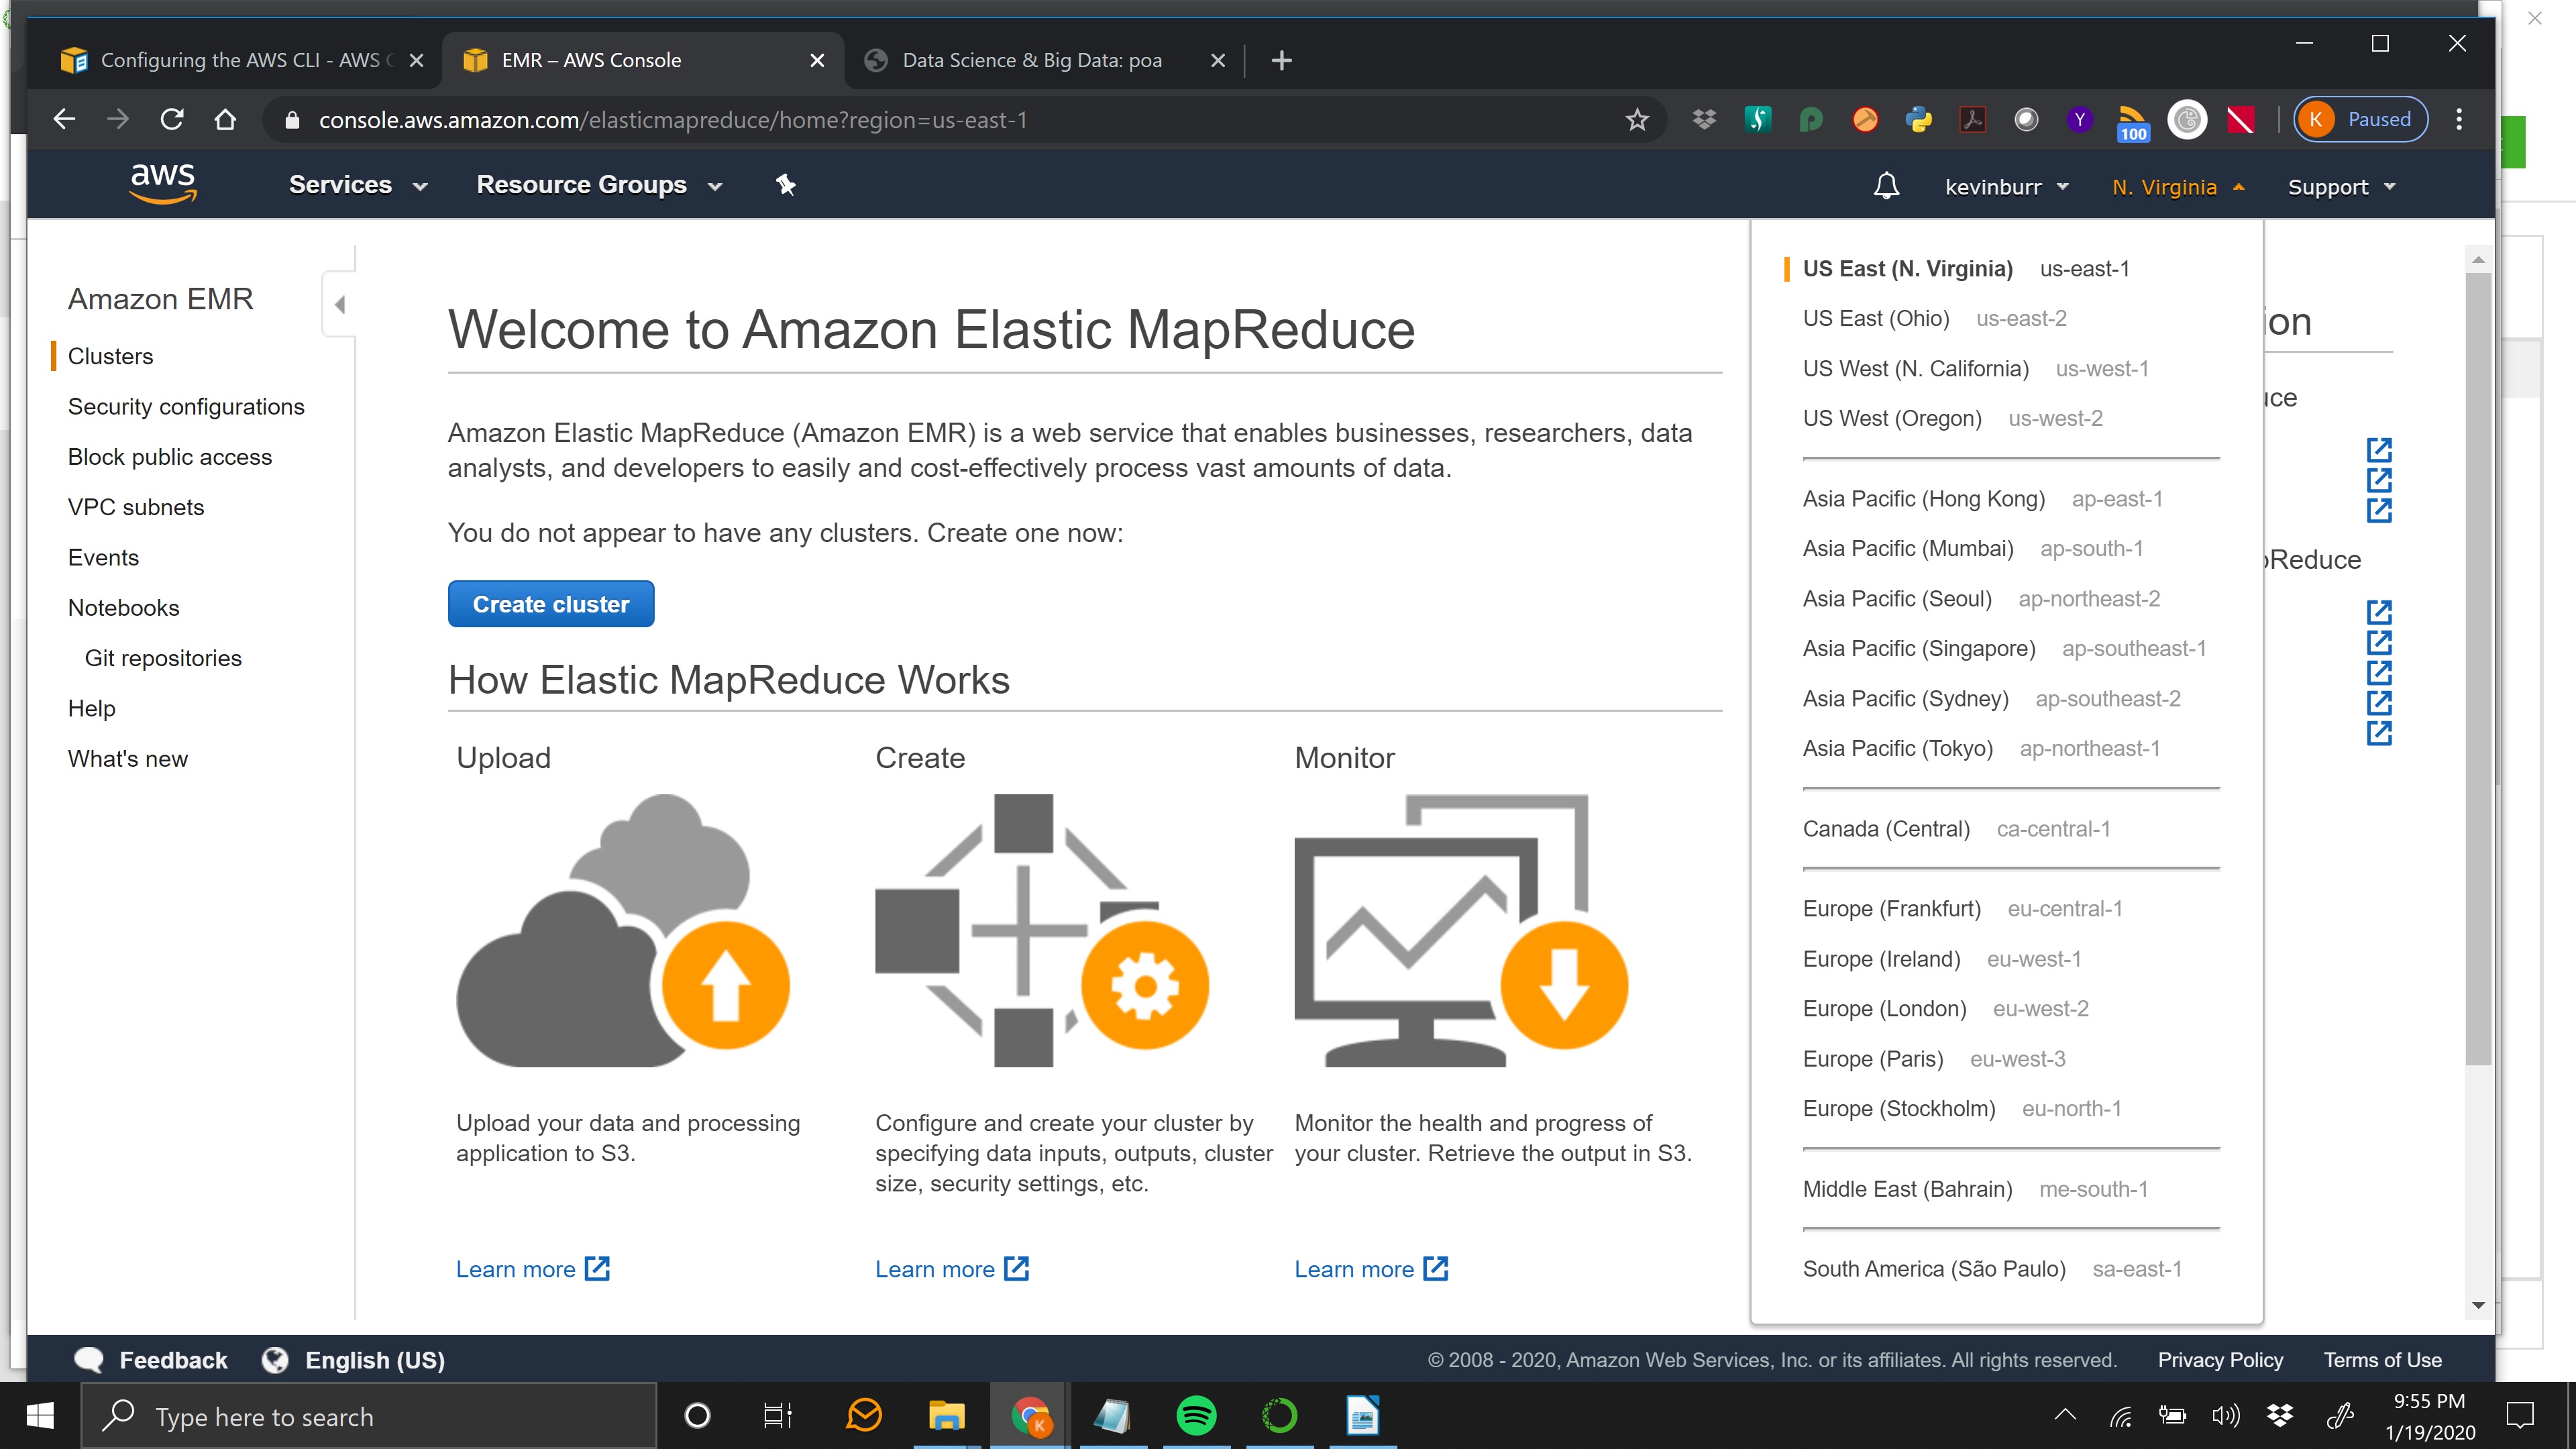 Configuring the AWS CLI - AWS C
EMR – AWS Console
Data Science & Big Data: poa
console.aws.amazon.com/elasticmapreduce/home?region=us-east-1
Y
100
K Paused
aws
Services
Resource Groups
kevinburr
N. Virginia
Support
Amazon EMR
Clusters
Security configurations
Block public access
VPC subnets
Events
Notebooks
Git repositories
Help
What's new
Welcome to Amazon Elastic MapReduce
Amazon Elastic MapReduce (Amazon EMR) is a web service that enables businesses, researchers, data
analysts, and developers to easily and cost-effectively process vast amounts of data.
You do not appear to have any clusters. Create one now:
Create cluster
How Elastic MapReduce Works
Upload
Upload your data and processing
application to S3.
Learn more
Create
Configure and create your cluster by
specifying data inputs, outputs, cluster
size, security settings, etc.
Learn more
Monitor
Monitor the health and progress of
your cluster. Retrieve the output in S3.
Learn more
US East (N. Virginia) us-east-1
US East (Ohio) us-east-2
US West (N. California) us-west-1
US West (Oregon) us-west-2
Asia Pacific (Hong Kong) ap-east-1
Asia Pacific (Mumbai) ap-south-1
Asia Pacific (Seoul) ap-northeast-2
Asia Pacific (Singapore) ap-southeast-1
Asia Pacific (Sydney) ap-southeast-2
Asia Pacific (Tokyo) ap-northeast-1
Canada (Central) ca-central-1
Europe (Frankfurt) eu-central-1
Europe (Ireland) eu-west-1
Europe (London) eu-west-2
Europe (Paris) eu-west-3
Europe (Stockholm) eu-north-1
Middle East (Bahrain) me-south-1
South America (São Paulo) sa-east-1
ion
uce
Reduce
Feedback
English (US)
© 2008 - 2020, Amazon Web Services, Inc. or its affiliates. All rights reserved.
Privacy Policy
Terms of Use
Type here to search
K
9:55 PM
1/19/2020